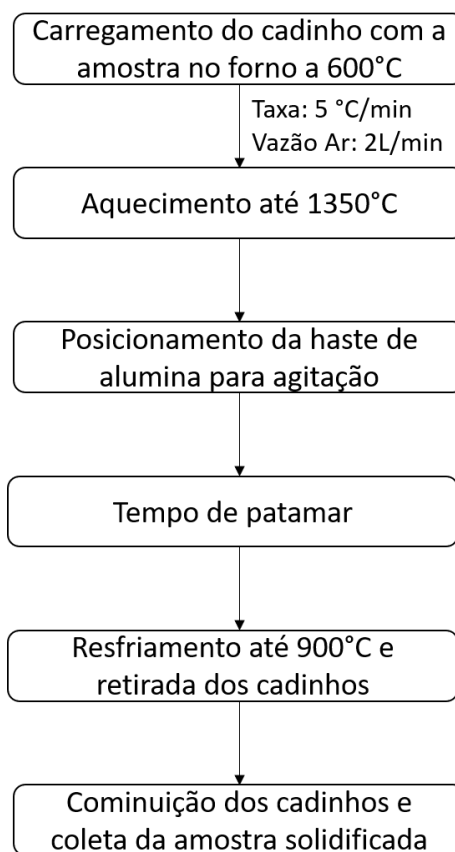 Carregamento do cadinho com a
amostra no forno a 600°C
Taxa: 5 °C/min
Vazão Ar: 2L/min
Aquecimento até 1350°C
Posicionamento da haste de
alumina para agitação
Tempo de patamar
Resfriamento até 900°C e
retirada dos cadinhos
Cominuição dos cadinhos e
coleta da amostra solidificada